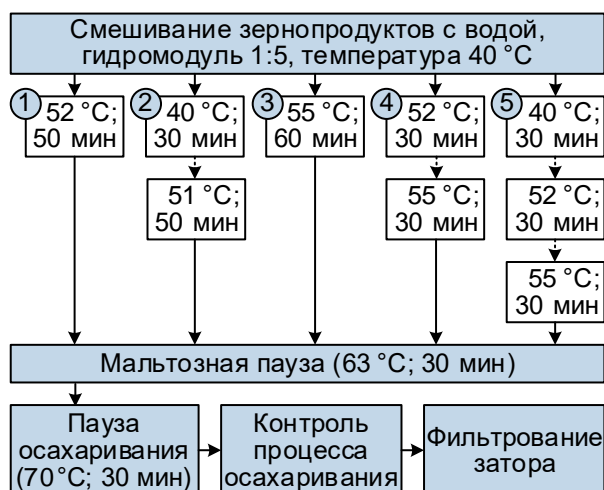 Смешивание зернопродуктов с водой,
гидромодуль 1:5, температура 40 °С
1
52 °С;
50 мин
2
40 °С;
30 мин
3
55 °С;
60 мин
4
52 °С;
30 мин
5
40 °С;
30 мин
51 °С;
50 мин
55 °С;
30 мин
52 °С;
30 мин
55 °С;
30 мин
Мальтозная пауза (63 °С; 30 мин)
Пауза
осахаривания
(70 °С; 30 мин)
Контроль
процесса
осахаривания
Фильтрование
затора